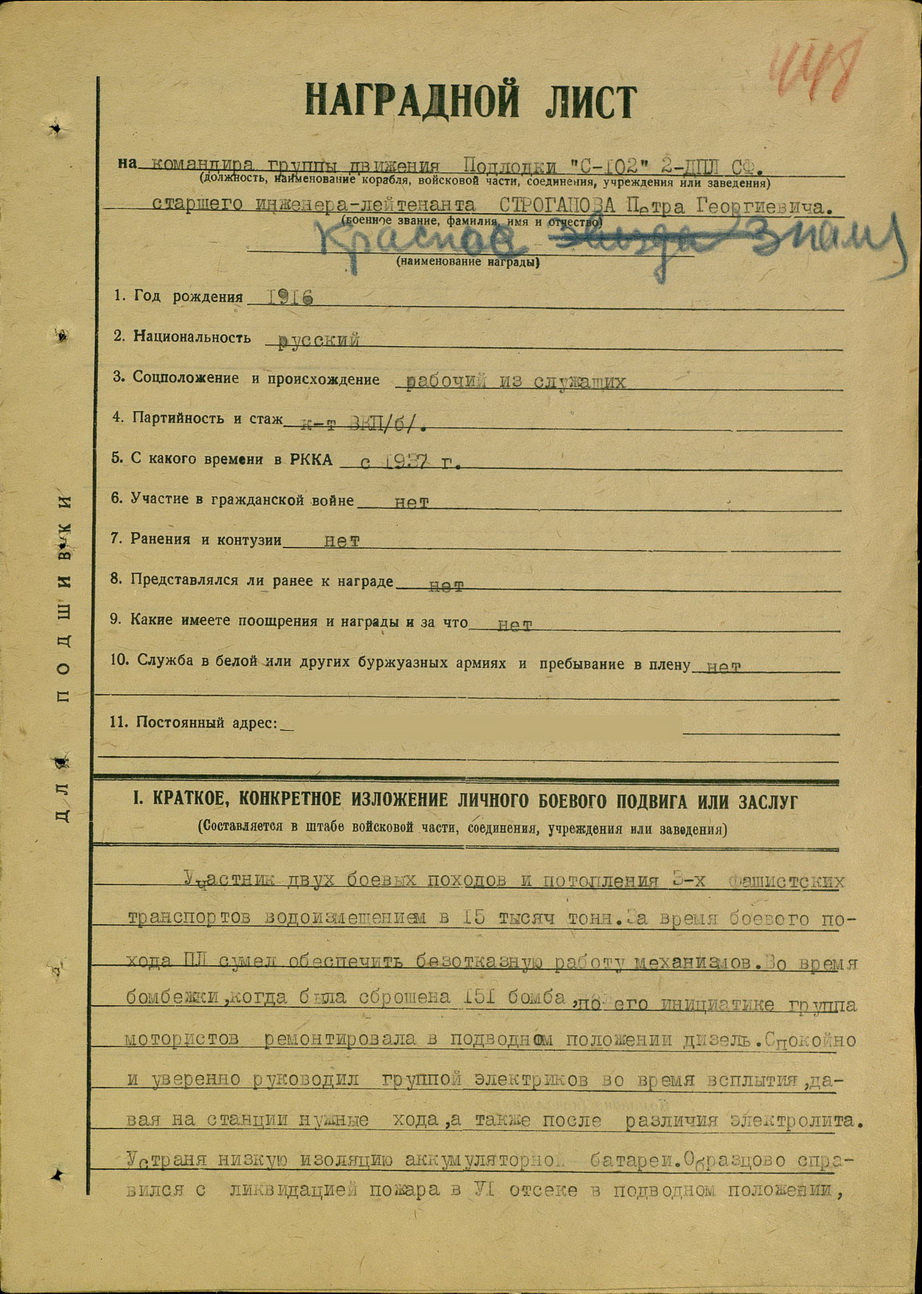 448
НАГРАДНОЙ ЛИСТ
на командира группы движения Подлодки "С-102" 2-ДПЛ СФ.
(должность, наименование корабля, войсковой части, соединения, учреждения или заведения)
старшего инженера-лейтенанта СТРОГАНОВА Петра Георгиевича.
(военное звание, фамилия, имя и отчество)
Красное звезда Знамя
(наименование награды)
1. Год рождения 1916
2. Национальность русский
3. Соцположение и происхождение рабочий из служащих
4. Партийность и стаж к-т ВКП/б/.
5. С какого времени в РККА с 1937 г.
6. Участие в гражданской войне нет
7. Ранения и контузии нет
8. Представлялся ли ранее к награде нет
9. Какие имеете поощрения и награды и за что нет
10. Служба в белой или других буржуазных армиях и пребывание в плену нет
11. Постоянный адрес:
ДЛЯ ПОДШИВКИ
I. КРАТКОЕ, КОНКРЕТНОЕ ИЗЛОЖЕНИЕ ЛИЧНОГО БОЕВОГО ПОДВИГА ИЛИ ЗАСЛУГ
(Составляется в штабе войсковой части, соединения, учреждения или заведения)
Участник двух боевых походов и потопления 3-х фашистских
транспортов водоизмещением в 15 тысяч тонн. За время боевого по-
хода ПЛ сумел обеспечить безотказную работу механизмов. Во время
бомбежки, когда была сброшена 151 бомба, по его инициатике группа
мотористов ремонтировала в подводном положении дизель. Спокойно
и уверенно руководил группой электриков во время всплытия, да-
вая на станции нужные хода, а также после различия электролита.
Устраня низкую изоляцию аккумуляторной батареи. Образцово спра-
вился с ликвидацией пожара в УI отсеке в подводном положении,